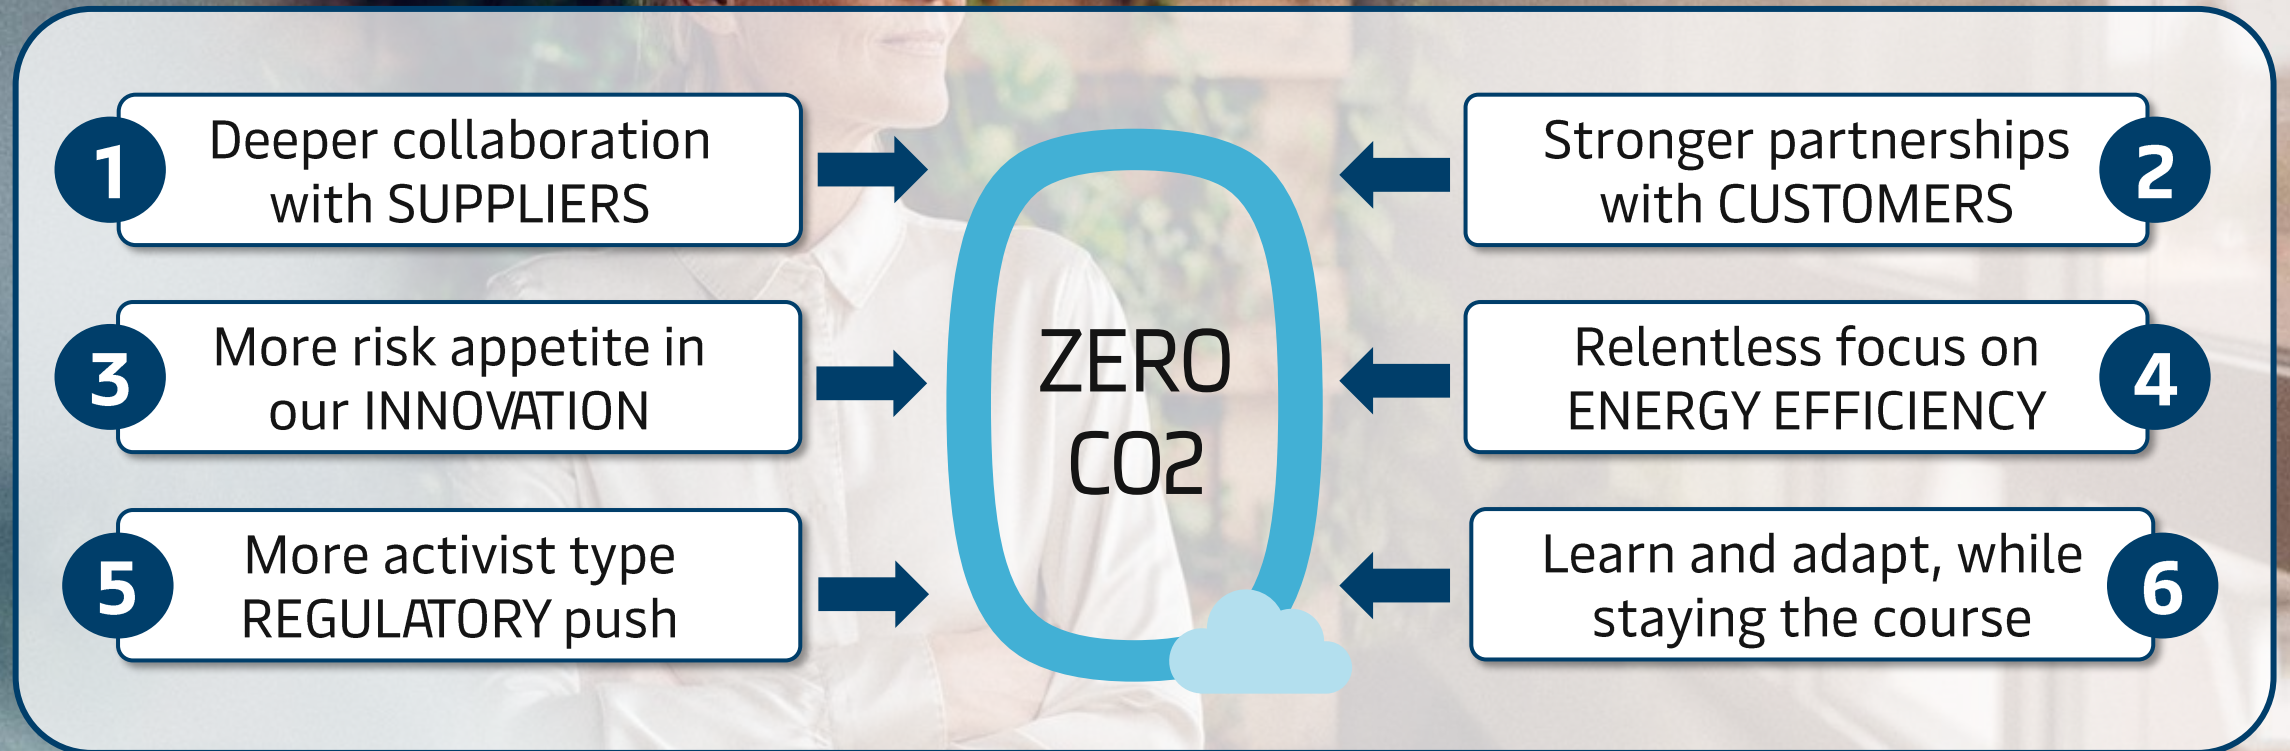 1
Deeper collaboration
with SUPPLIERS
Stronger partnerships
with CUSTOMERS
2
3
More risk appetite in
our INNOVATION
ZERO
CO2
Relentless focus on
ENERGY EFFICIENCY
4
5
More activist type
REGULATORY push
Learn and adapt, while
staying the course
6